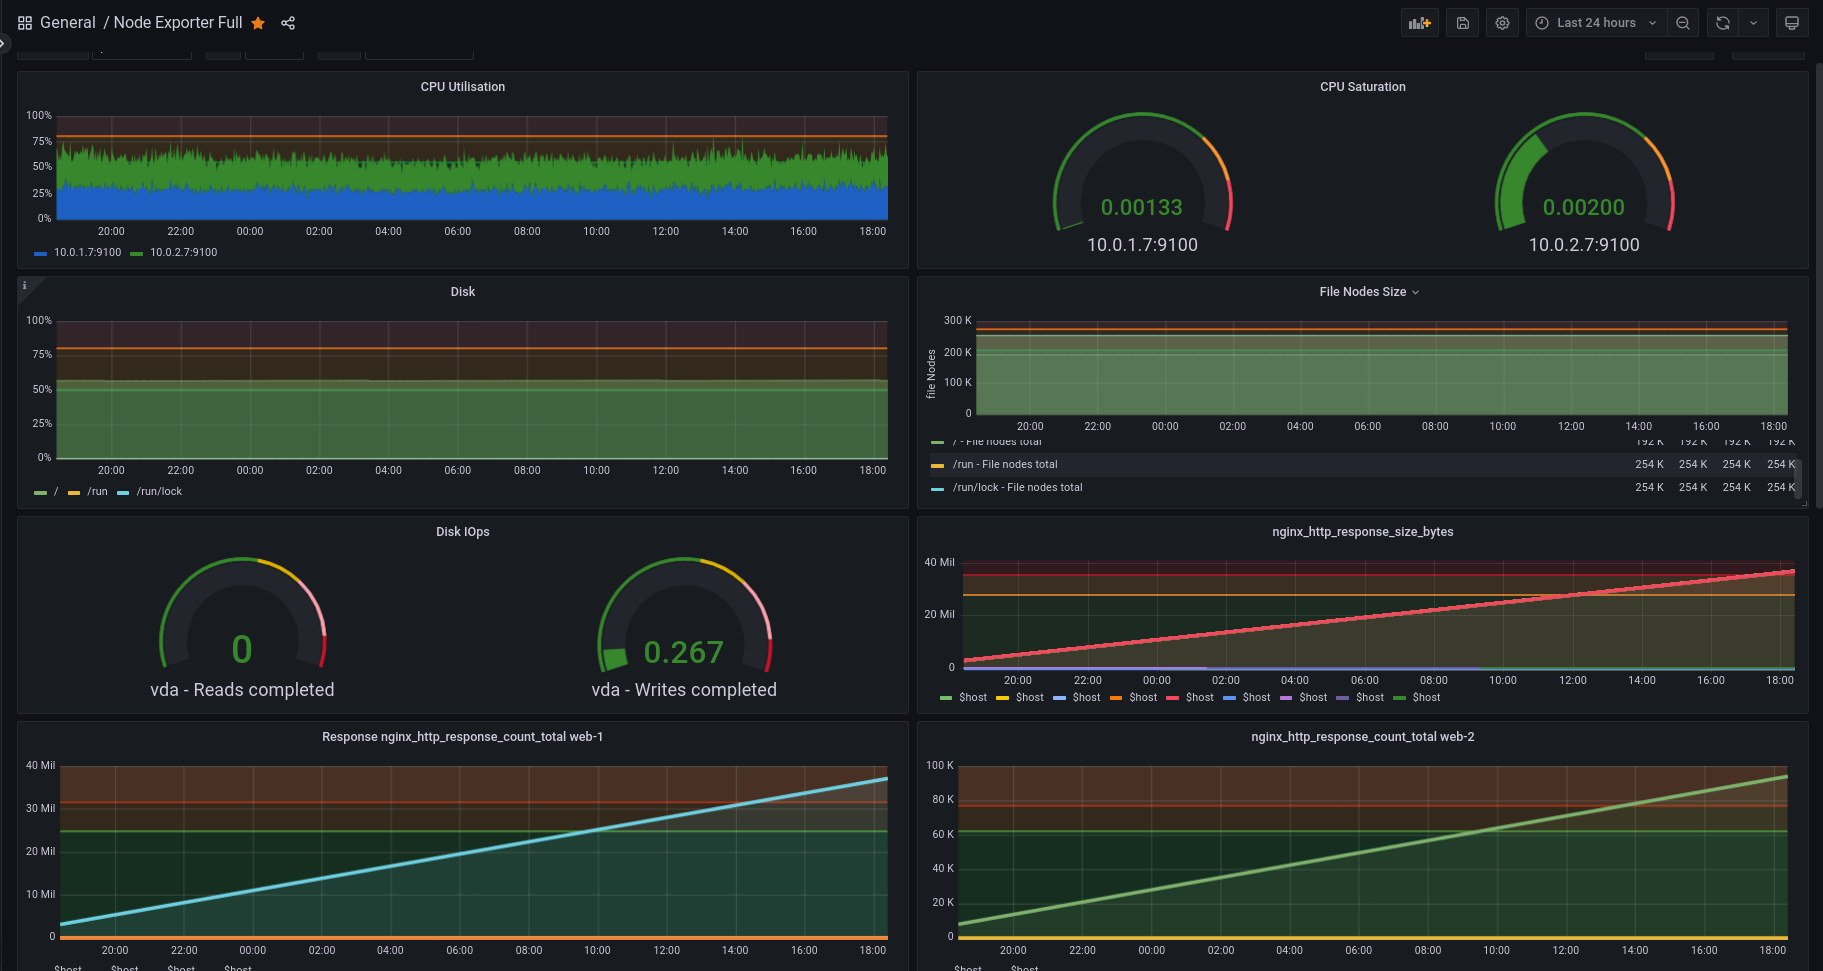 General / Node Exporter Full
Last 24 hours
CPU Utilisation
100%
75%
50%
25%
0%
20:00 22:00 00:00 02:00 04:00 06:00 08:00 10:00 12:00 14:00 16:00 18:00
10.0.1.7:9100 10.0.2.7:9100
CPU Saturation
0.00133
10.0.1.7:9100
0.00200
10.0.2.7:9100
i
Disk
100%
75%
50%
25%
0%
20:00 22:00 00:00 02:00 04:00 06:00 08:00 10:00 12:00 14:00 16:00 18:00
/ /run /run/lock
File Nodes Size
file Nodes
300 K
200 K
100 K
0
20:00 22:00 00:00 02:00 04:00 06:00 08:00 10:00 12:00 14:00 16:00 18:00
/ - File nodes total 192 K 192 K 192 K 192 K
/run - File nodes total 254 K 254 K 254 K 254 K
/run/lock - File nodes total 254 K 254 K 254 K 254 K
Disk IOps
0
vda - Reads completed
0.267
vda - Writes completed
nginx_http_response_size_bytes
40 Mil
20 Mil
0
20:00 22:00 00:00 02:00 04:00 06:00 08:00 10:00 12:00 14:00 16:00 18:00
$host $host $host $host $host $host $host $host $host
Response nginx_http_response_count_total web-1
40 Mil
30 Mil
20 Mil
10 Mil
0
20:00 22:00 00:00 02:00 04:00 06:00 08:00 10:00 12:00 14:00 16:00 18:00
$host $host $host $host
nginx_http_response_count_total web-2
100 K
80 K
60 K
40 K
20 K
0
20:00 22:00 00:00 02:00 04:00 06:00 08:00 10:00 12:00 14:00 16:00 18:00
$host $host